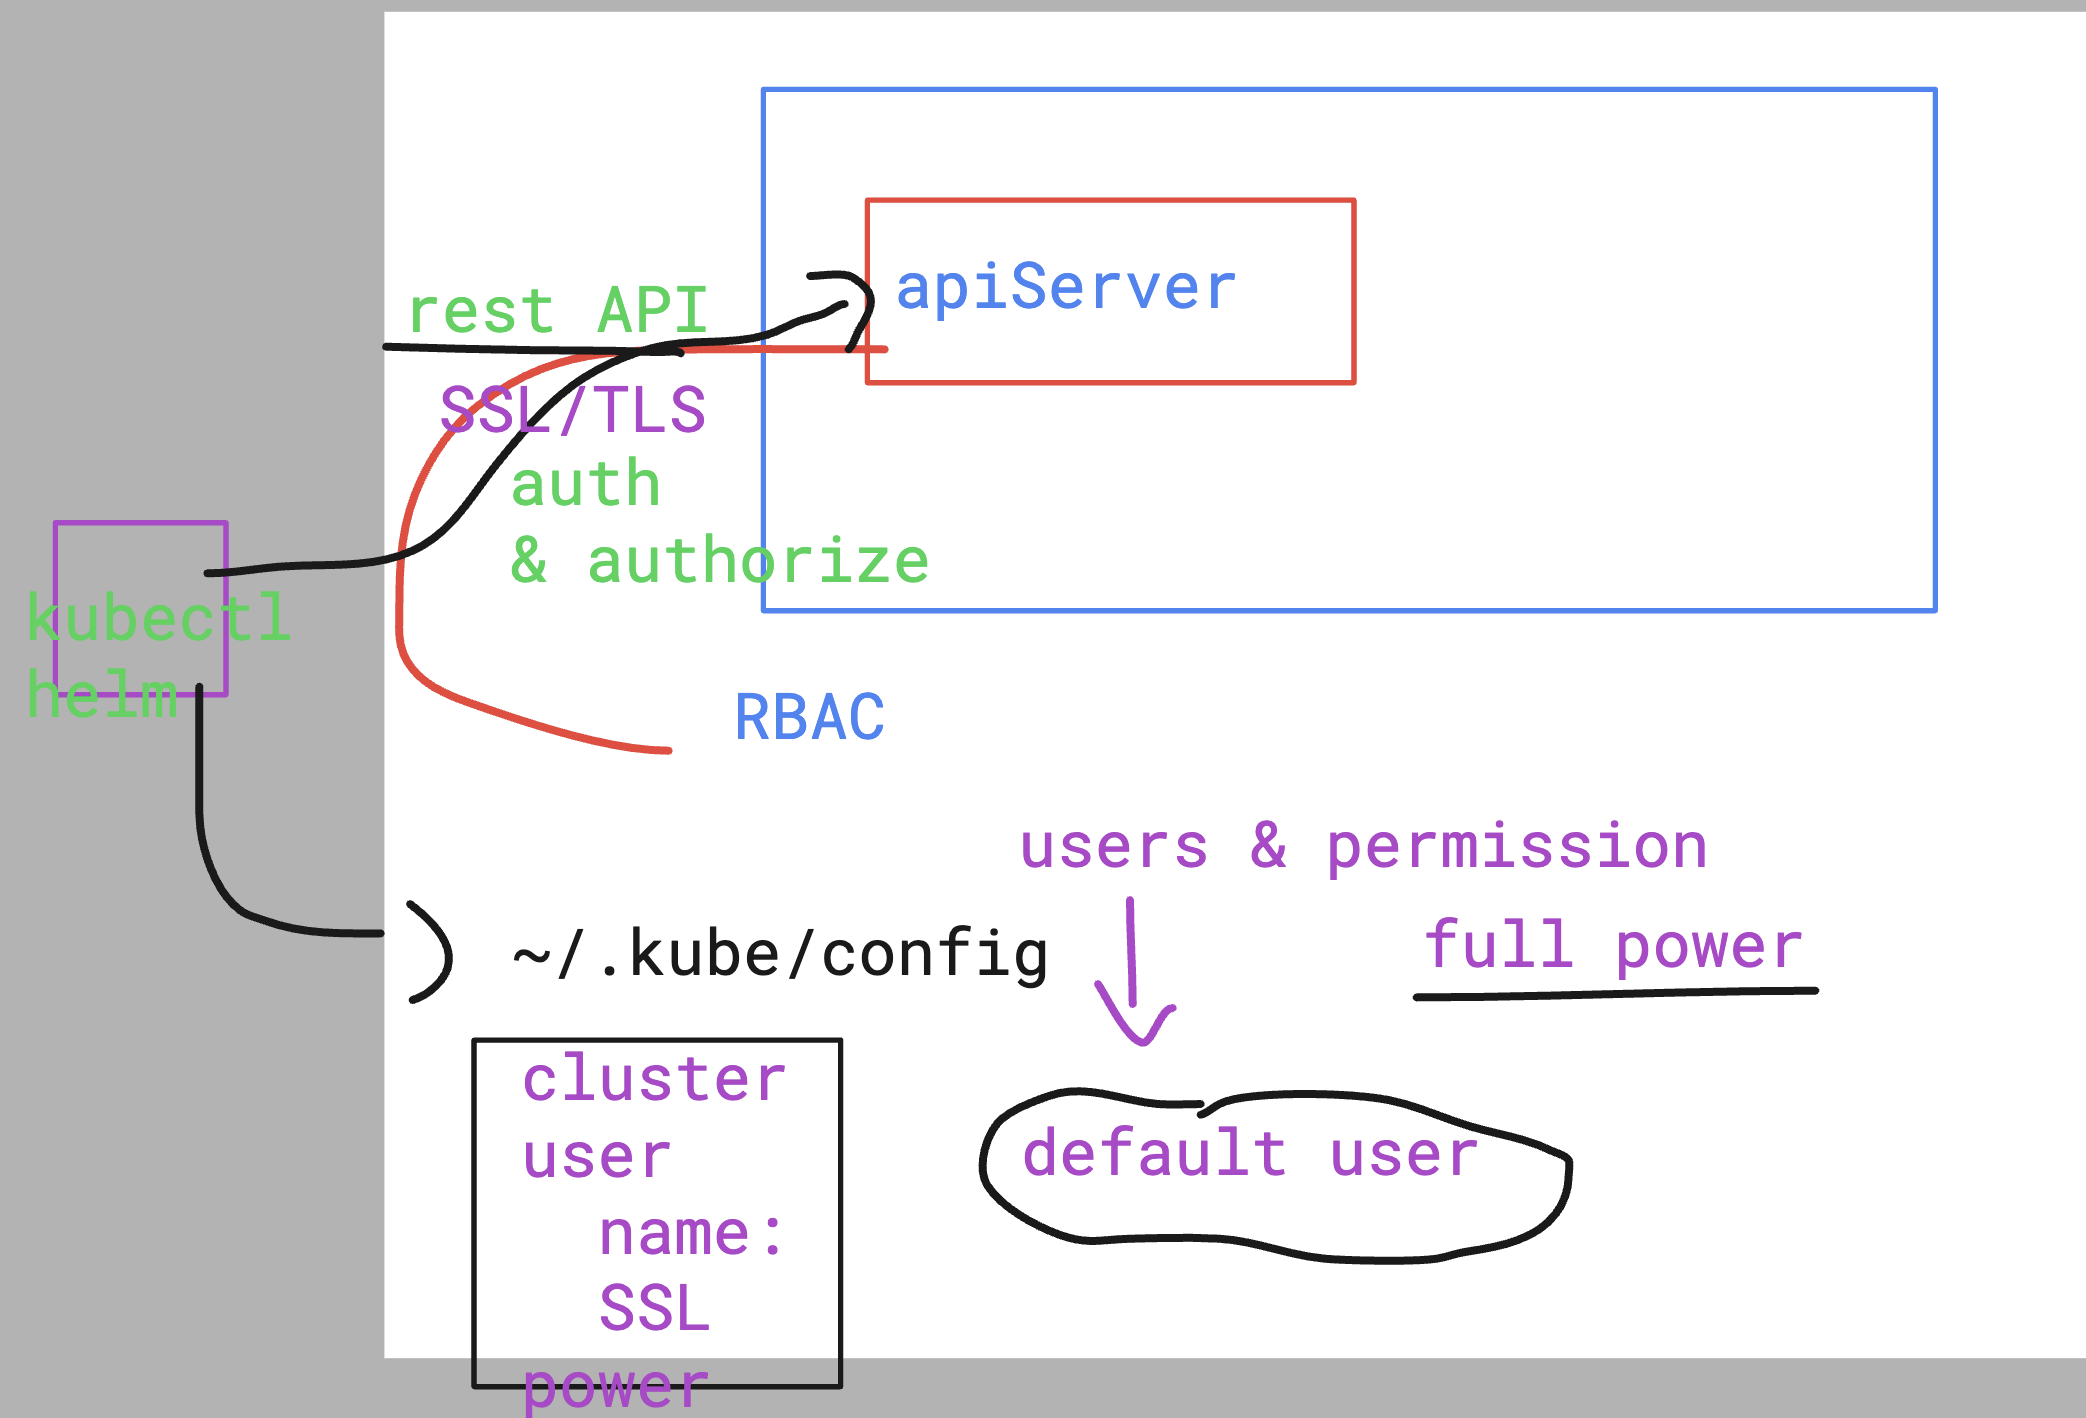 apiServer
rest API
SSL/TLS
auth
& authorize
kubectl
helm
RBAC
users & permission
full power
~/.kube/config
default user
cluster
user
name:
SSL
power